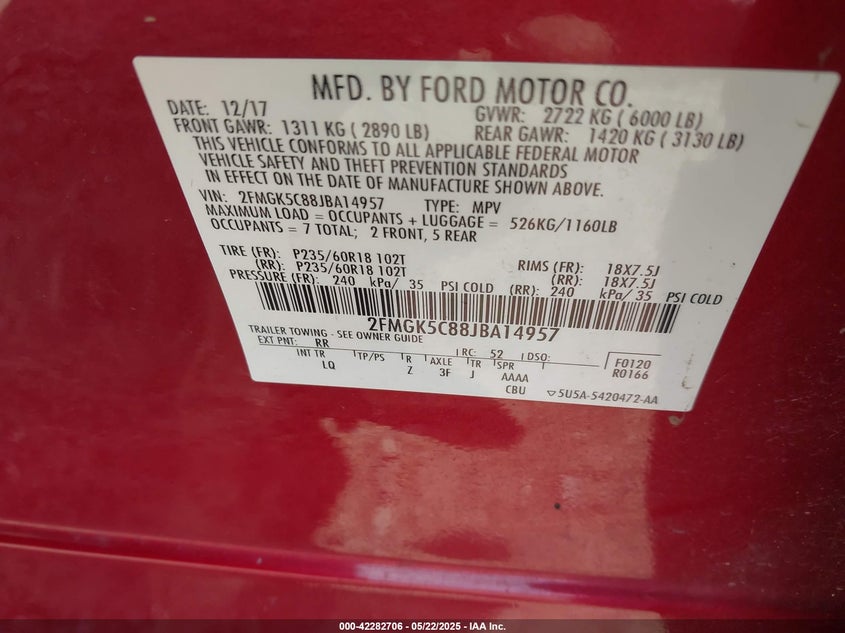 MFD. BY FORD MOTOR CO.
DATE: 12/17 GVWR: 2722 KG ( 6000 LB)
FRONT GAWR: 1311 KG ( 2890 LB) REAR GAWR: 1420 KG ( 3130 LB)
THIS VEHICLE CONFORMS TO ALL APPLICABLE FEDERAL MOTOR
VEHICLE SAFETY AND THEFT PREVENTION STANDARDS
IN EFFECT ON THE DATE OF MANUFACTURE SHOWN ABOVE.
VIN: 2FMGK5C88JBA14957 TYPE: MPV
MAXIMUM LOAD = OCCUPANTS + LUGGAGE = 526KG/1160LB
OCCUPANTS = 7 TOTAL; 2 FRONT, 5 REAR
TIRE (FR): P235/60R18 102T RIMS (FR): 18X7.5J
(RR): P235/60R18 102T (RR): 18X7.5J
PRESSURE (FR): 240 kPa/ 35 PSI COLD (RR): 240 kPa/ 35 PSI COLD
2FMGK5C88JBA14957
TRAILER TOWING - SEE OWNER GUIDE
EXT PNT: RR RC: 52 DSO: F0120
INT TR TP/PS R AXLE TR SPR R0166
LQ Z 3F J AAAA
CBU ▽5U5A-5420472-AA
000-42282706 - 05/22/2025 - IAA Inc.